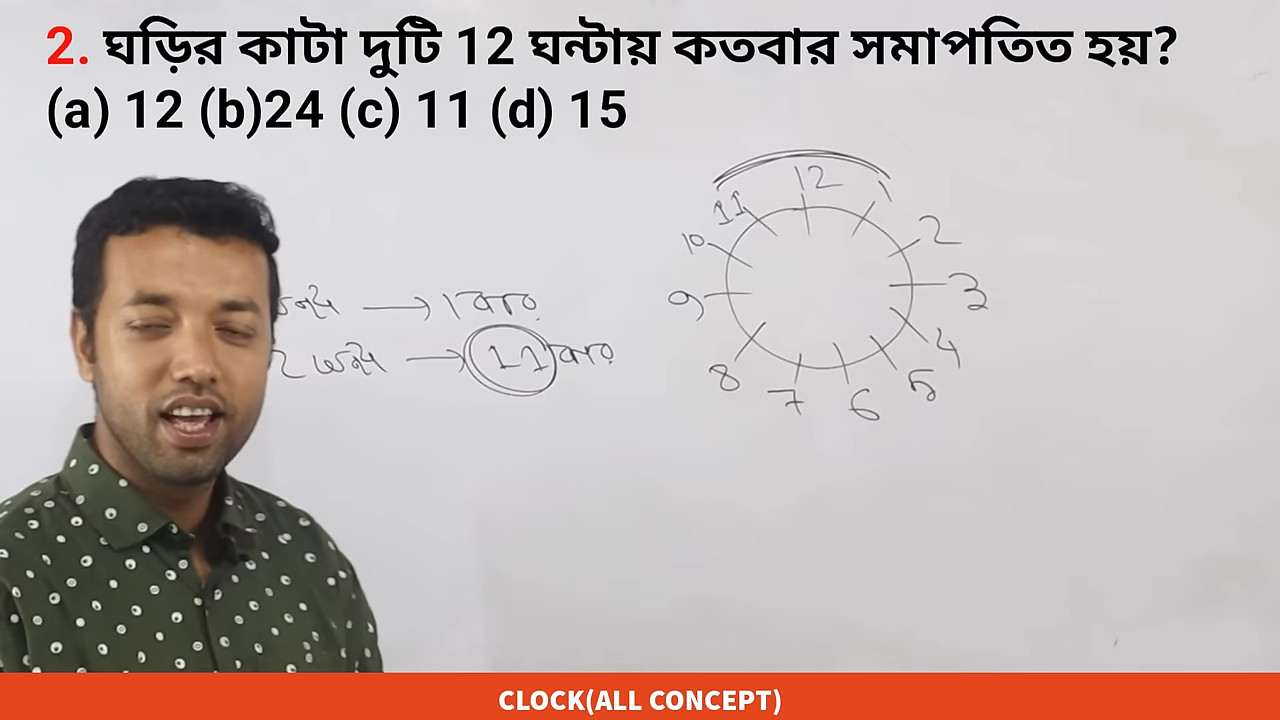 2. ঘড়ির কাটা দুটি 12 ঘন্টায় কতবার সমাপতিত হয়?
(a) 12 (b)24 (c) 11 (d) 15
12
11
1
10
2
9
3
8
4
7
6
5
→ 1 বার
→ 11 বার
CLOCK(ALL CONCEPT)